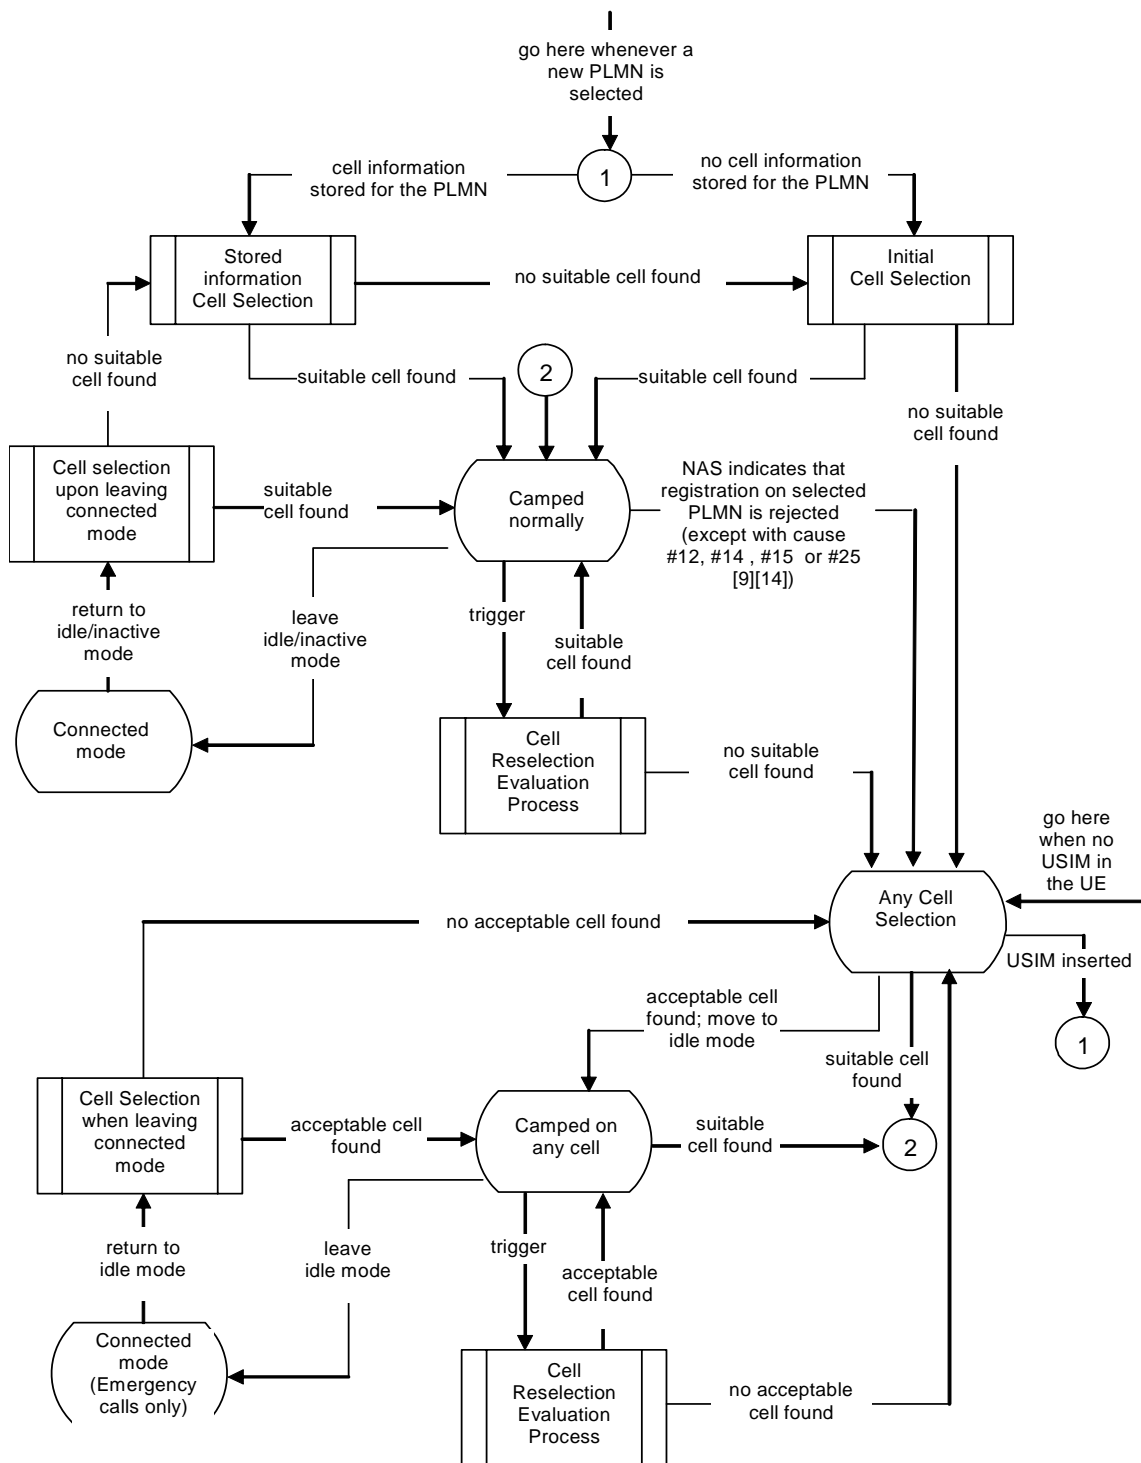 go here whenever a
new PLMN is
selected
cell information
stored for the PLMN
1
no cell information
stored for the PLMN
Stored
information
Cell Selection
no suitable cell found
Initial
Cell Selection
no suitable
cell found
suitable cell found
2
suitable cell found
no suitable
cell found
Cell selection
upon leaving
connected
mode
suitable
cell found
Camped
normally
NAS indicates that
registration on selected
PLMN is rejected
(except with cause
#12, #14 , #15 or #25
[9][14])
return to
idle/inactive
mode
leave
idle/inactive
mode
trigger
suitable
cell found
Connected
mode
Cell
Reselection
Evaluation
Process
no suitable
cell found
go here
when no
USIM in
the UE
Any Cell
Selection
no acceptable cell found
USIM inserted
acceptable cell
found; move to
idle mode
1
suitable cell
found
Cell Selection
when leaving
connected
mode
acceptable cell
found
Camped on
any cell
suitable
cell found
2
return to
idle mode
leave
idle mode
trigger
acceptable
cell found
Connected
mode
(Emergency
calls only)
Cell
Reselection
Evaluation
Process
no acceptable
cell found